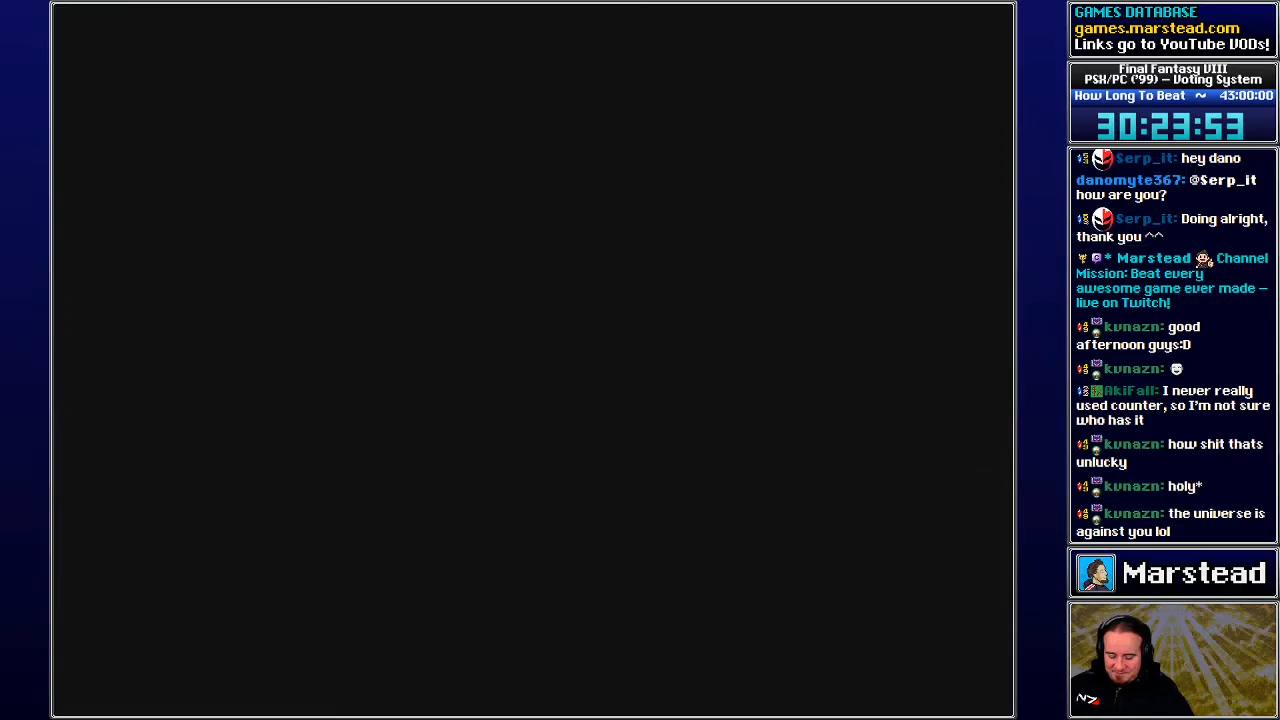 GAMES DATABASE
games.marstead.com
Links go to YouTube VODs!
Final Fantasy VIII
PSX/PC ('99) – Voting System
How Long To Beat ~ 43:00:00
30:23:53
Serp_it: hey dano
danomyte367: @Serp_it
how are you?
Serp_it: Doing alright,
thank you ^^
* Marstead Channel
Mission: Beat every
awesome game ever made –
live on Twitch!
kvnazn: good
afternoon guys:D
kvnazn:
AkiFall: I never really
used counter, so I'm not sure
who has it
kvnazn: how shit thats
unlucky
kvnazn: holy*
kvnazn: the universe is
against you lol
Marstead
N7